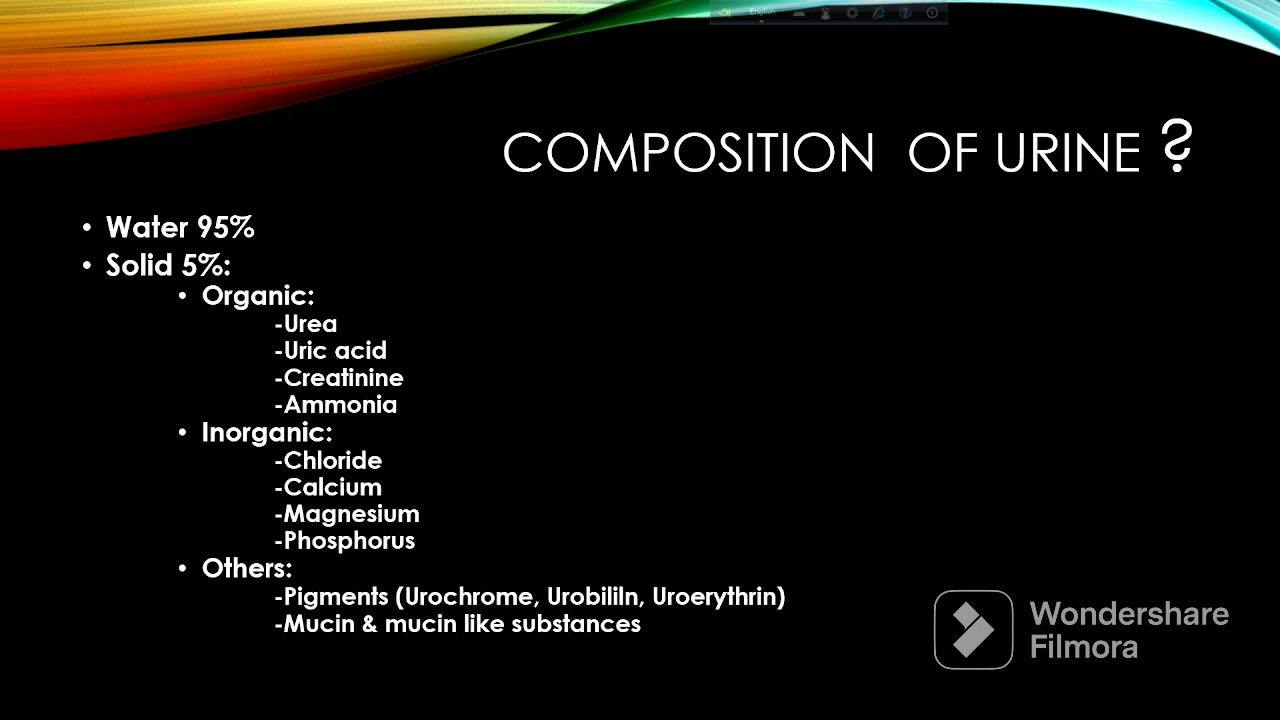 English
COMPOSITION OF URINE ?
• Water 95%
• Solid 5%:
• Organic:
-Urea
-Uric acid
-Creatinine
-Ammonia
• Inorganic:
-Chloride
-Calcium
-Magnesium
-Phosphorus
• Others:
-Pigments (Urochrome, Urobililn, Uroerythrin)
-Mucin & mucin like substances
Wondershare
Filmora